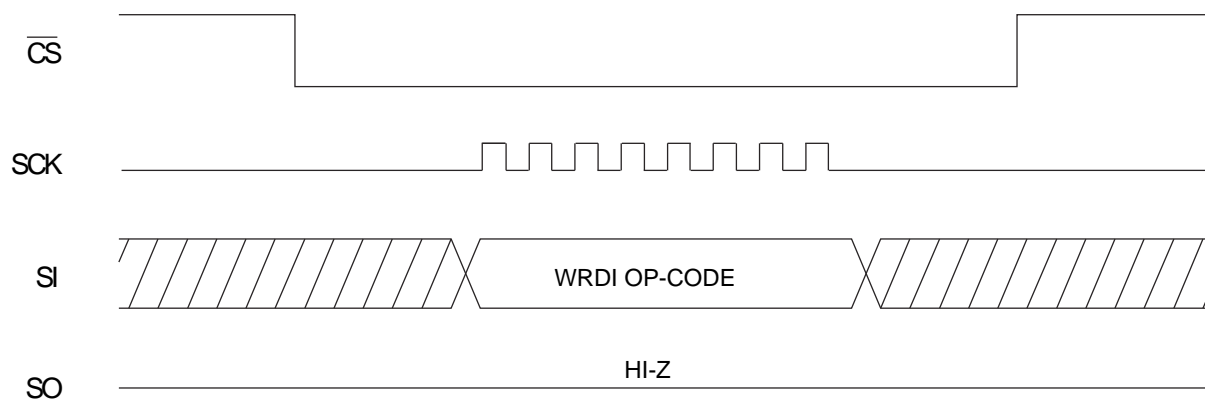 CS
SCK
SI
WRDI OP-CODE
HI-Z
SO